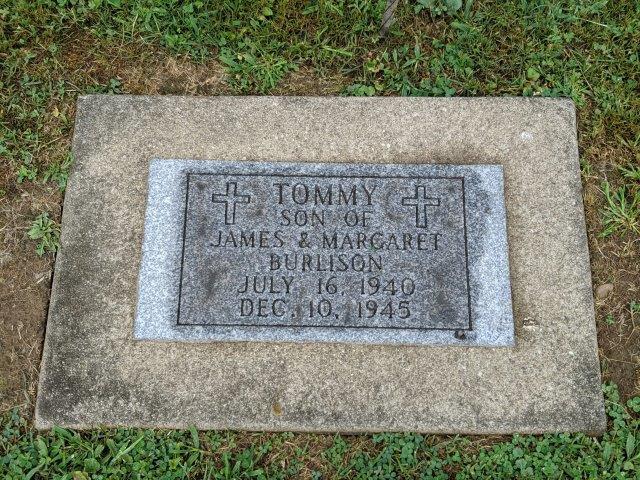 TOMMY
SON OF
JAMES & MARGARET
BURLISON
JULY 16, 1940
DEC. 10, 1945